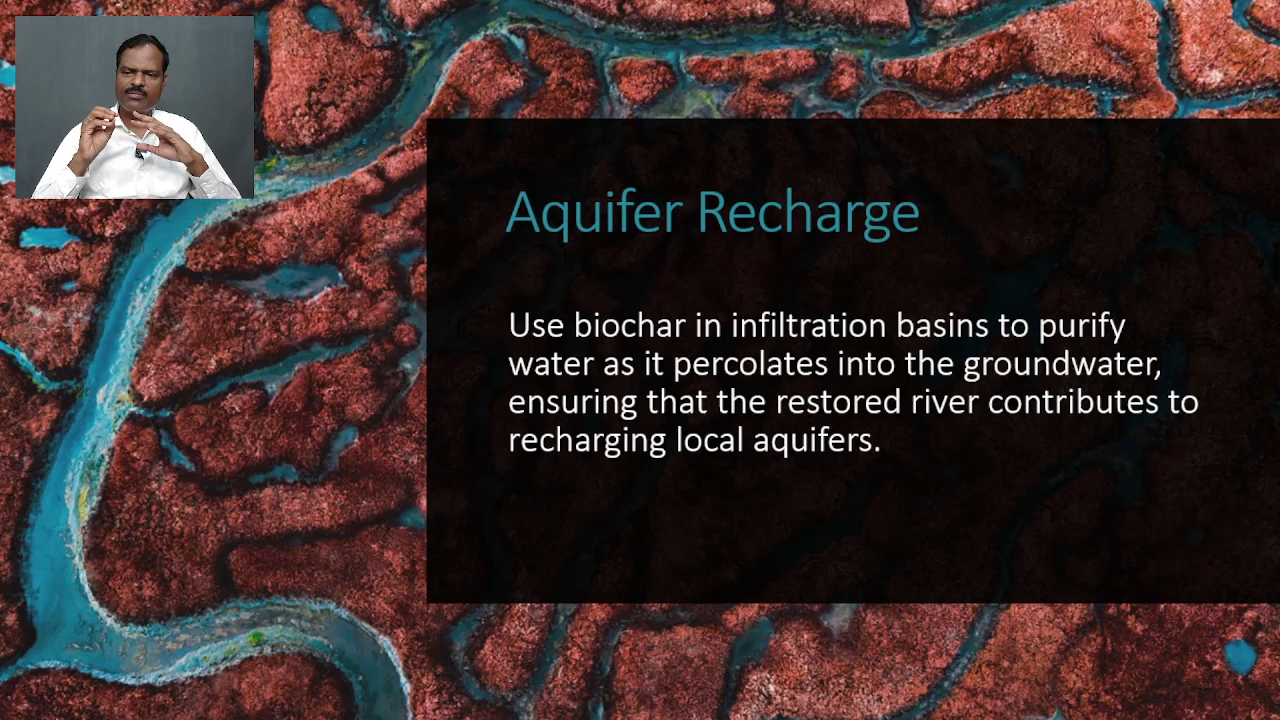 Aquifer Recharge
Use biochar in infiltration basins to purify
water as it percolates into the groundwater,
ensuring that the restored river contributes to
recharging local aquifers.